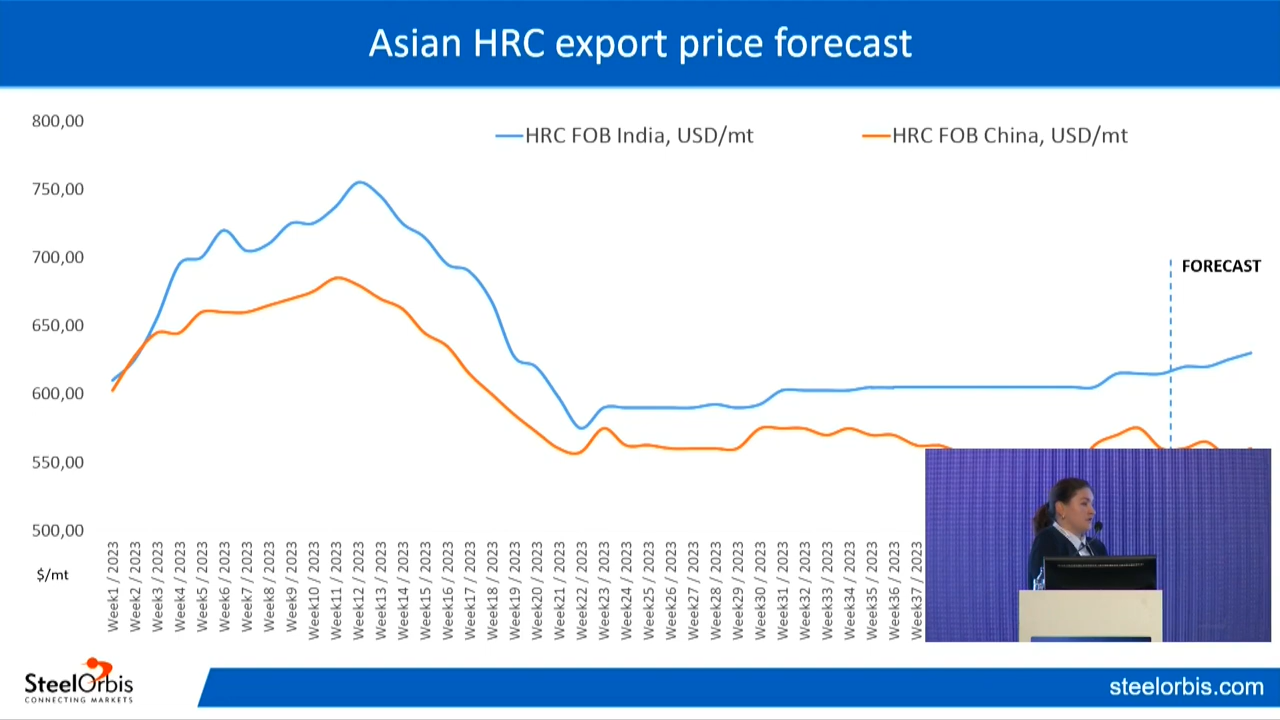 Asian HRC export price forecast
800,00
HRC FOB India, USD/mt
HRC FOB China, USD/mt
750,00
700,00
FORECAST
650,00
600,00
550,00
500,00
$/mt
Week1 / 2023
Week2 / 2023
Week3 / 2023
Week4 / 2023
Week5 / 2023
Week6 / 2023
Week7 / 2023
Week8 / 2023
Week9 / 2023
Week10 / 2023
Week11 / 2023
Week12 / 2023
Week13 / 2023
Week14 / 2023
Week15 / 2023
Week16 / 2023
Week17 / 2023
Week18 / 2023
Week19 / 2023
Week20 / 2023
Week21 / 2023
Week22 / 2023
Week23 / 2023
Week24 / 2023
Week25 / 2023
Week26 / 2023
Week27 / 2023
Week28 / 2023
Week29 / 2023
Week30 / 2023
Week31 / 2023
Week32 / 2023
Week33 / 2023
Week34 / 2023
Week35 / 2023
Week36 / 2023
Week37 / 2023
SteelOrbis
CONNECTING MARKETS
steelorbis.com